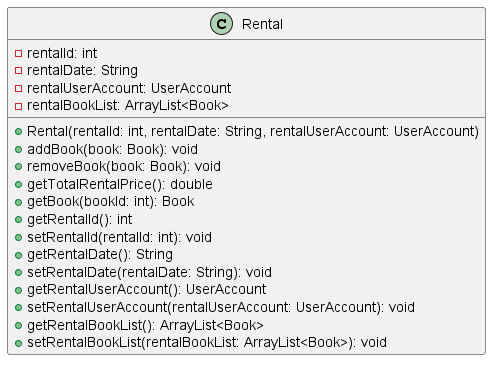 C Rental
rentalId: int
rentalDate: String
rentalUserAccount: UserAccount
rentalBookList: ArrayList<Book>
Rental(rentalId: int, rentalDate: String, rentalUserAccount: UserAccount)
addBook(book: Book): void
removeBook(book: Book): void
getTotalRentalPrice(): double
getBook(bookId: int): Book
getRentalId(): int
setRentalId(rentalId: int): void
getRentalDate(): String
setRentalDate(rentalDate: String): void
getRentalUserAccount(): UserAccount
setRentalUserAccount(rentalUserAccount: UserAccount): void
getRentalBookList(): ArrayList<Book>
setRentalBookList(rentalBookList: ArrayList<Book>): void